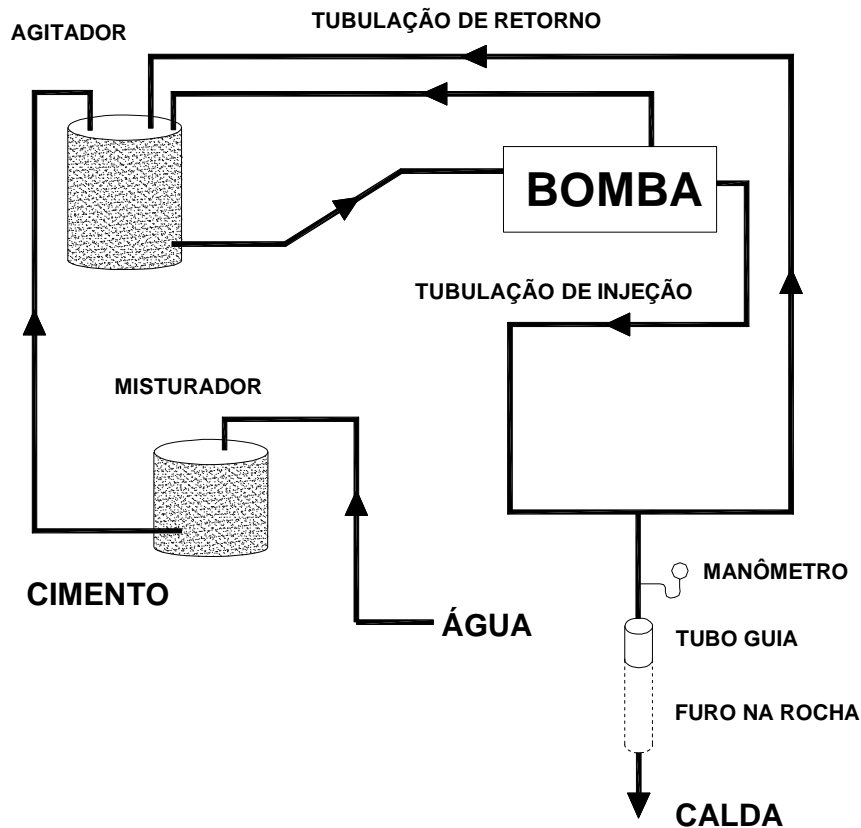 TUBULAÇÃO DE RETORNO
AGITADOR
BOMBA
TUBULAÇÃO DE INJEÇÃO
MISTURADOR
MANÔMETRO
CIMENTO
ÁGUA
TUBO GUIA
FURO NA ROCHA
CALDA